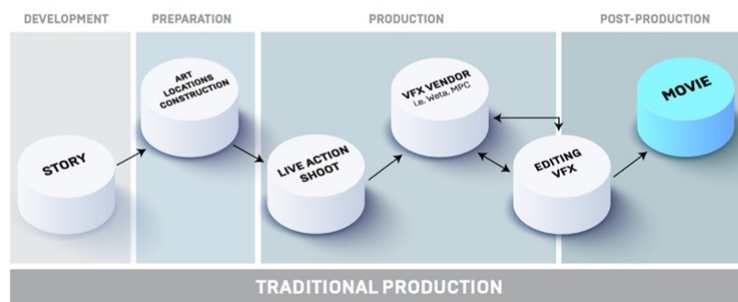 DEVELOPMENT
PREPARATION
PRODUCTION
POST-PRODUCTION
STORY
ART
LOCATIONS
CONSTRUCTION
LIVE ACTION
SHOOT
VFX VENDOR
i.e. Weta, MPC
EDITING
VFX
MOVIE
TRADITIONAL PRODUCTION